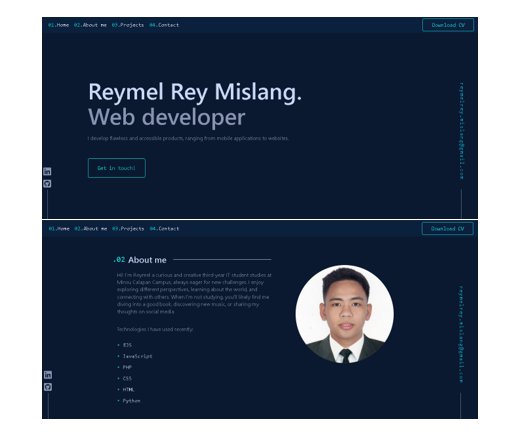 01.Home 02.About me 03.Projects 04.Contact
Download CV
Reymel Rey Mislang.
Web developer
I develop flawless and accessible products, ranging from mobile applications to websites.
Get in touch!
reymelrey.mislang@gmail.com
01.Home 02.About me 03.Projects 04.Contact
Download CV
.02 About me
Hi! I'm Reymel a curious and creative third-year IT student studies at
Minsu Calapan Campus, always eager for new challenges. I enjoy
exploring different perspectives, learning about the world, and
connecting with others. When I'm not studying, you'll likely find me
diving into a good book, discovering new music, or sharing my
thoughts on social media.
Technologies I have used recently:
EJS
JavaScript
PHP
CSS
HTML
Python
reymelrey.mislang@gmail.com